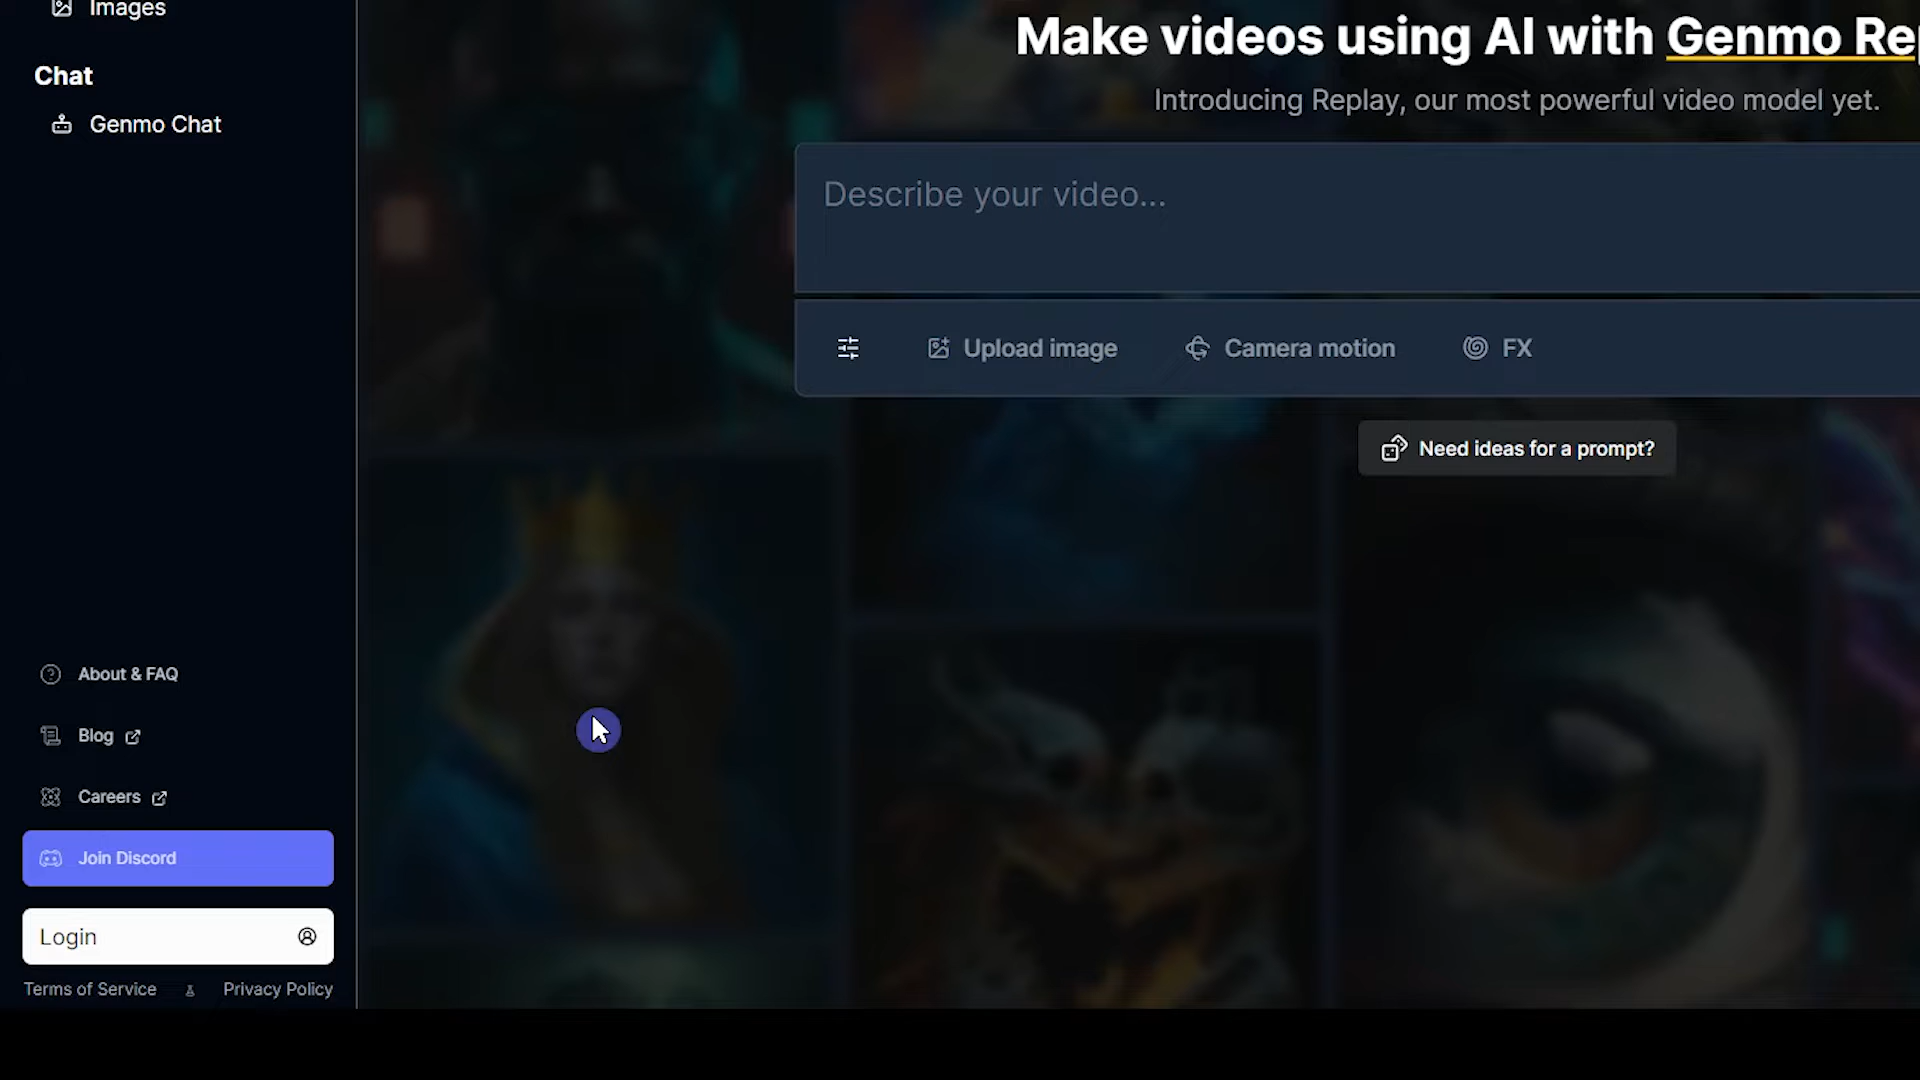 Images
Chat
Genmo Chat
About & FAQ
Blog
Careers
Join Discord
Login
Terms of Service
Privacy Policy
Make videos using AI with Genmo Rep
Introducing Replay, our most powerful video model yet.
Describe your video...
Upload image
Camera motion
FX
Need ideas for a prompt?